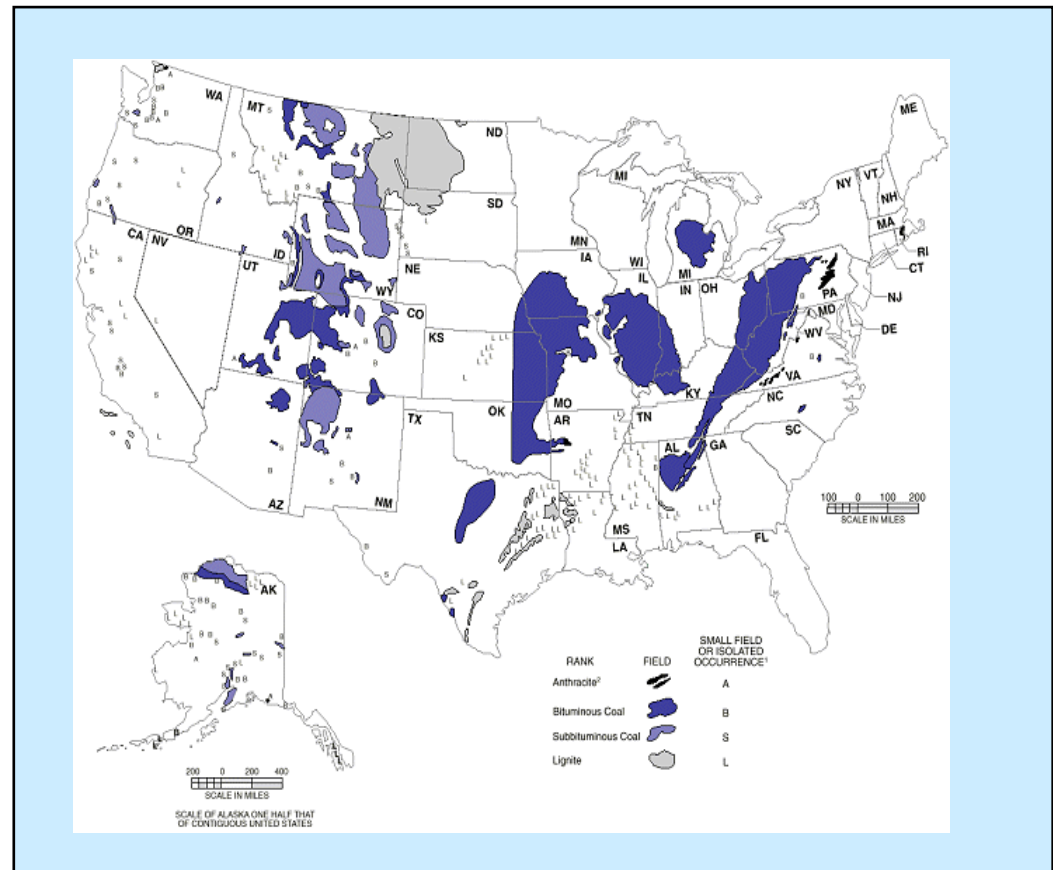 WA
MT
ND
ME
MI
NY
VT
NH
MA
SD
OR
ID
CA
NV
UT
WY
NE
MN
IA
WI
MI
IL
IN
OH
PA
RI
CT
NJ
MD
DE
WV
VA
CO
KS
MO
KY
NC
TN
SC
OK
AR
TX
AL
GA
AZ
NM
MS
LA
FL
100 0 100 200
SCALE IN MILES
AK
RANK
FIELD
SMALL FIELD
OR ISOLATED
OCCURRENCE¹
Anthracite²
A
Bituminous Coal
B
Subbituminous Coal
S
Lignite
L
200 0 200 400
SCALE IN MILES
SCALE OF ALASKA ONE HALF THAT
OF CONTIGUOUS UNITED STATES